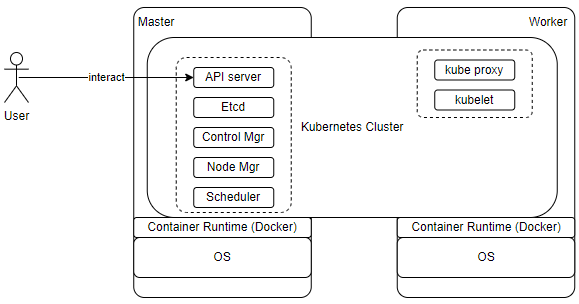 Master
Worker
User
interact
API server
Etcd
Control Mgr
Node Mgr
Scheduler
Kubernetes Cluster
kube proxy
kubelet
Container Runtime (Docker)
OS
Container Runtime (Docker)
OS